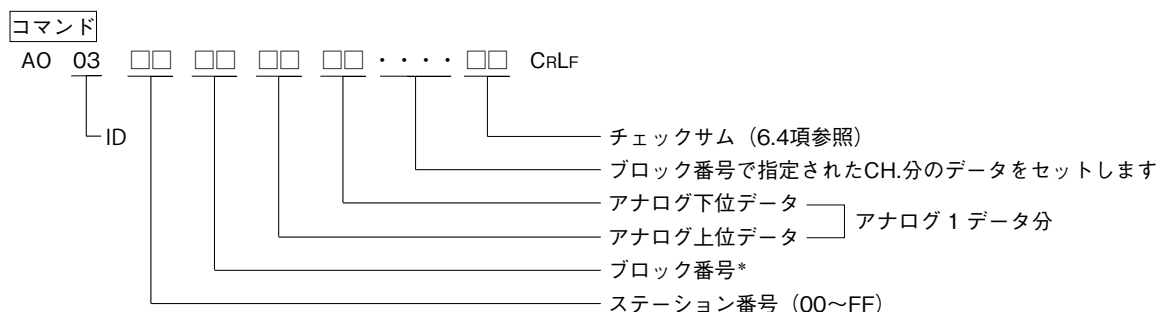 コマンド
AO 03 □□ □□ □□ □□ ・・・・ □□ CRLF
ID
チェックサム（6.4項参照）
ブロック番号で指定されたCH.分のデータをセットします
アナログ下位データ
アナログ上位データ
アナログ 1 データ分
ブロック番号*
ステーション番号（00～FF）